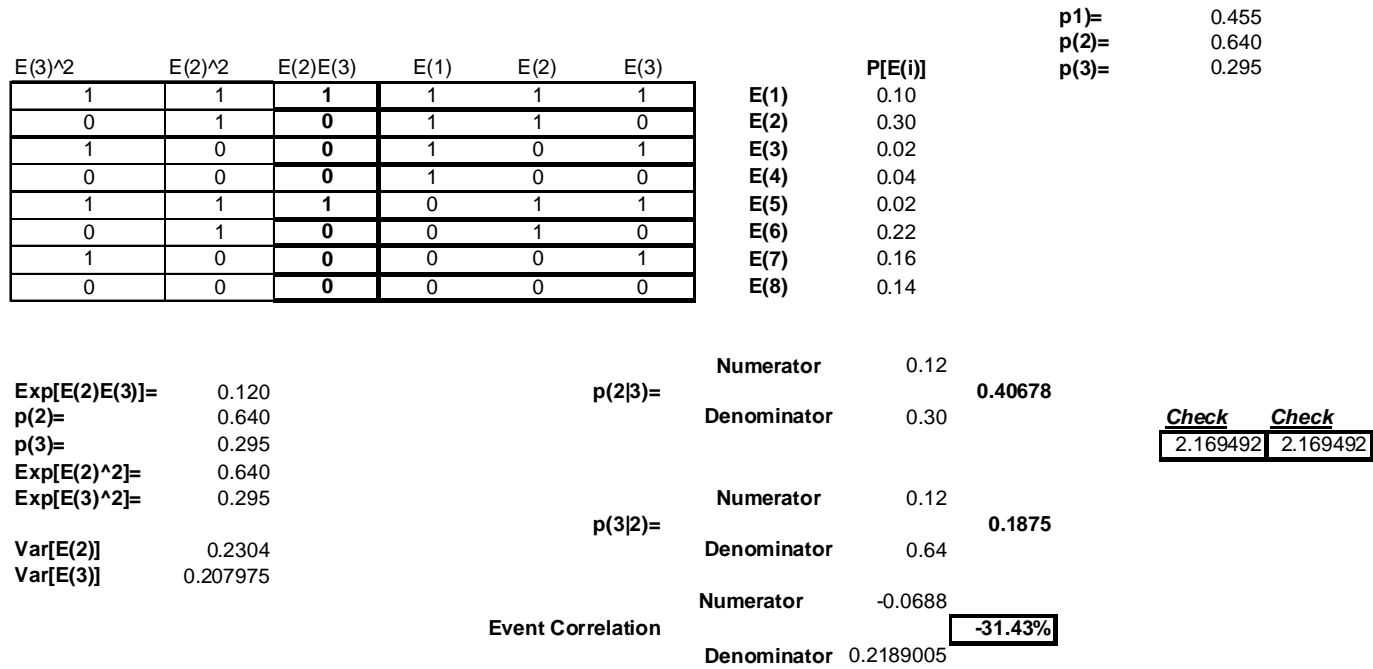 p1)= 0.455
p(2)= 0.640
E(3)^2 E(2)^2 E(2)E(3) E(1) E(2) E(3) P[E(i)] p(3)= 0.295
1 1 1 1 1 1 E(1) 0.10
0 1 0 1 1 0 E(2) 0.30
1 0 0 1 0 1 E(3) 0.02
0 0 0 1 0 0 E(4) 0.04
1 1 1 0 1 1 E(5) 0.02
0 1 0 0 1 0 E(6) 0.22
1 0 0 0 0 1 E(7) 0.16
0 0 0 0 0 0 E(8) 0.14
Numerator 0.12
Exp[E(2)E(3)]= 0.120 p(2|3)= 0.40678
p(2)= 0.640 Denominator 0.30 Check Check
p(3)= 0.295 2.169492 2.169492
Exp[E(2)^2]= 0.640
Exp[E(3)^2]= 0.295 Numerator 0.12
p(3|2)= 0.1875
Var[E(2)] 0.2304 Denominator 0.64
Var[E(3)] 0.207975
Numerator -0.0688
Event Correlation -31.43%
Denominator 0.2189005